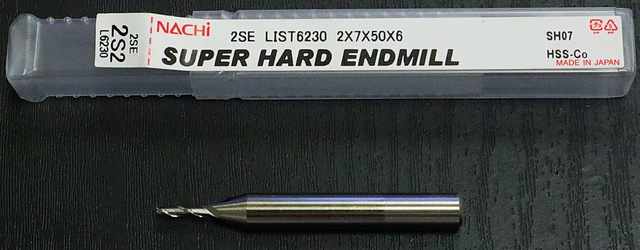 2SE
2S2
L6230
NACHI
2SE LIST6230 2X7X50X6
SH07
SUPER HARD ENDMILL
HSS-Co
MADE IN JAPAN